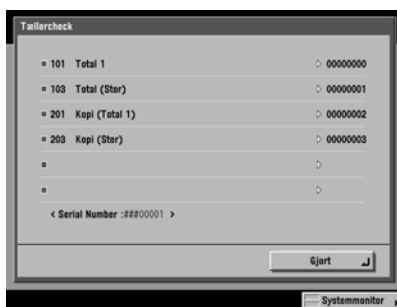 Tællercheck
101 Total 1 00000000
103 Total (Stor) 00000001
201 Kopi (Total 1) 00000002
203 Kopi (Stor) 00000003
< Serial Number :###00001 >
Gjort
Systemmonitor